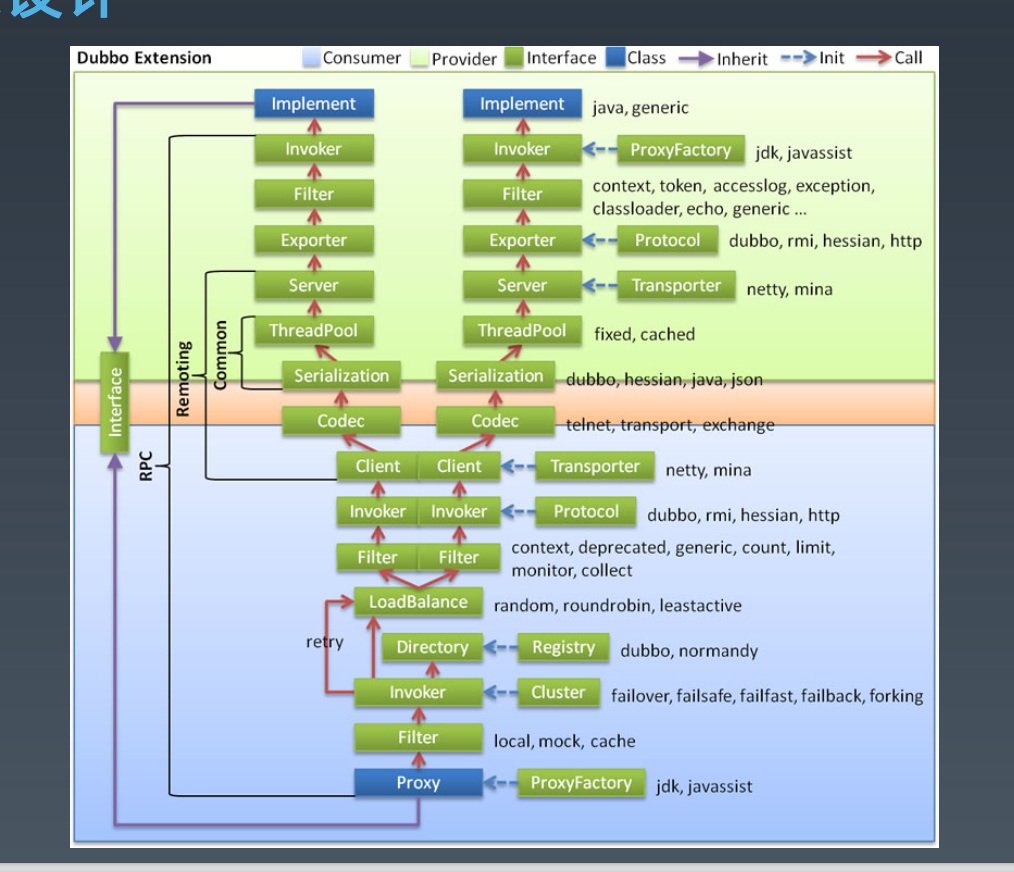 设计
Dubbo Extension Consumer Provider Interface Class Inherit Init Call
Implement Implement java, generic
Invoker Invoker ProxyFactory jdk, javassist
Filter Filter context, token, accesslog, exception,
classloader, echo, generic ...
Exporter Exporter Protocol dubbo, rmi, hessian, http
Server Server Transporter netty, mina
ThreadPool ThreadPool fixed, cached
Serialization Serialization dubbo, hessian, java, json
Codec Codec telnet, transport, exchange
Interface
RPC
Remoting
Common
Client Client Transporter netty, mina
Invoker Invoker Protocol dubbo, rmi, hessian, http
Filter Filter context, deprecated, generic, count, limit,
monitor, collect
LoadBalance random, roundrobin, leastactive
retry
Directory Registry dubbo, normandy
Invoker Cluster failover, failsafe, failfast, failback, forking
Filter local, mock, cache
Proxy ProxyFactory jdk, javassist